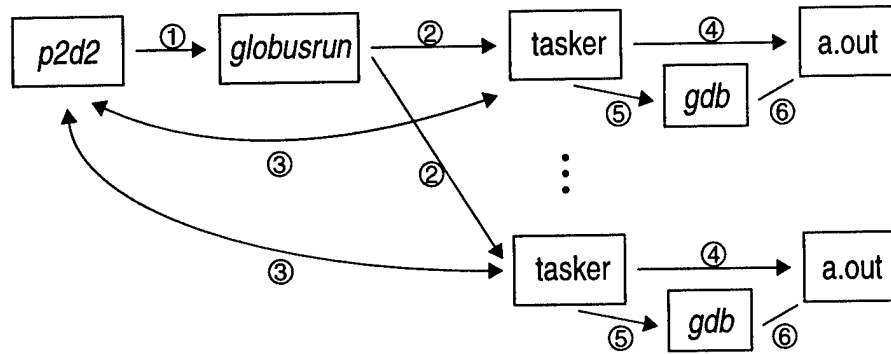 p2d2 ① globusrun ② tasker ④ a.out
⑤ gdb ⑥
③ ②
tasker ④ a.out
③
⑤ gdb ⑥